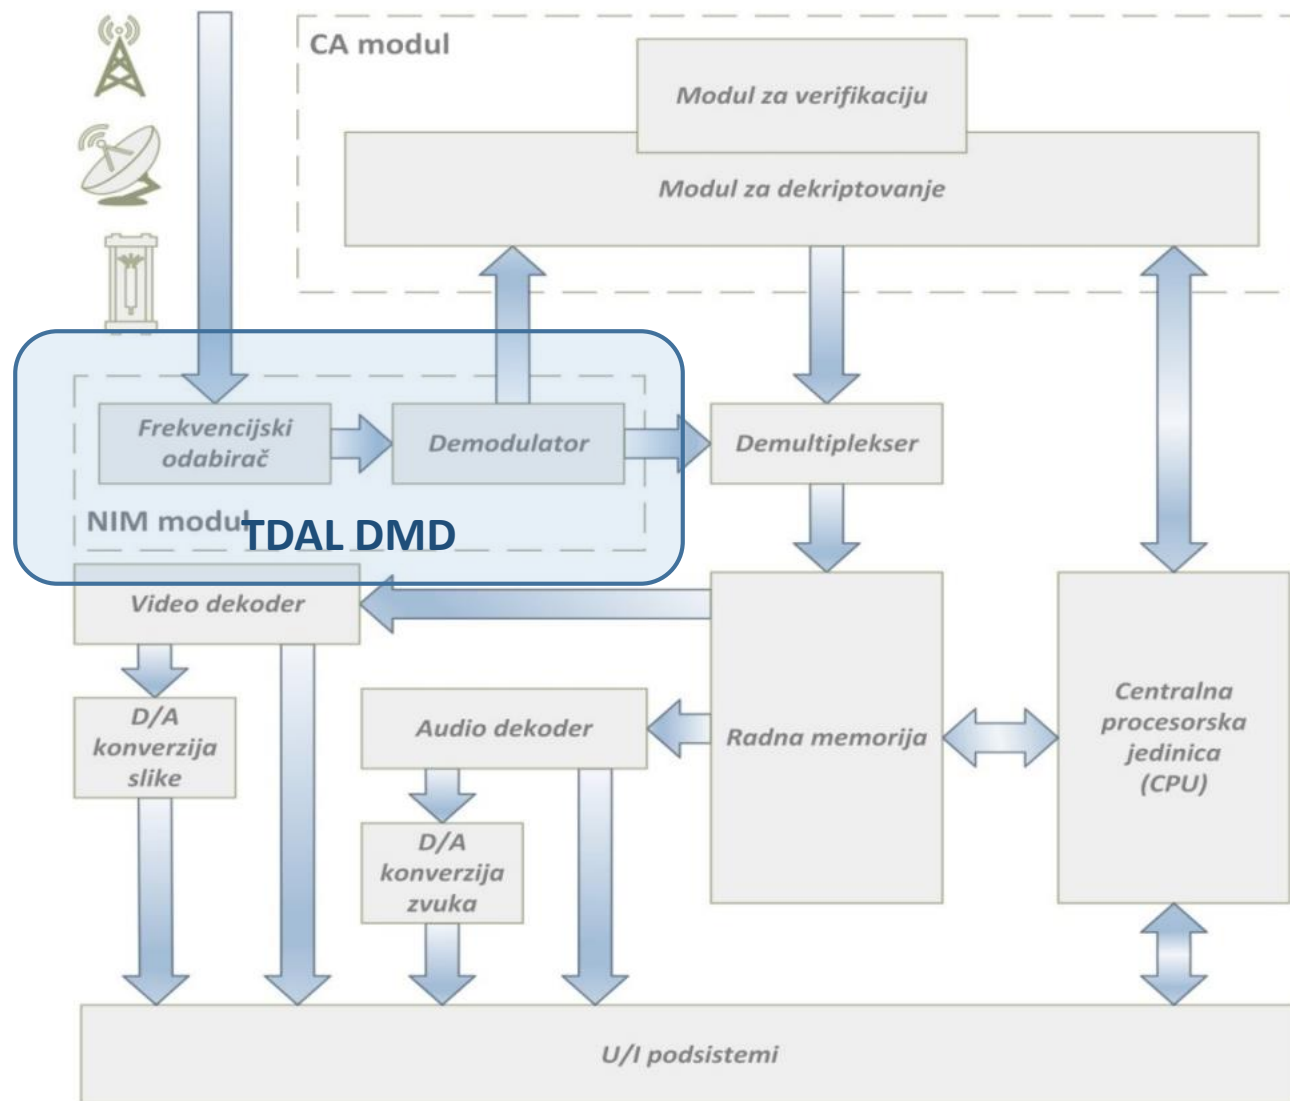 CA modul
Modul za verifikaciju
Modul za dekriptovanje
Frekvencijski
odabirač
Demodulator
Demultiplekser
NIM modul
TDAL DMD
Video dekoder
D/A
konverzija
slike
Audio dekoder
D/A
konverzija
zvuka
Radna memorija
Centralna
procesorska
jedinica
(CPU)
U/I podsistemi